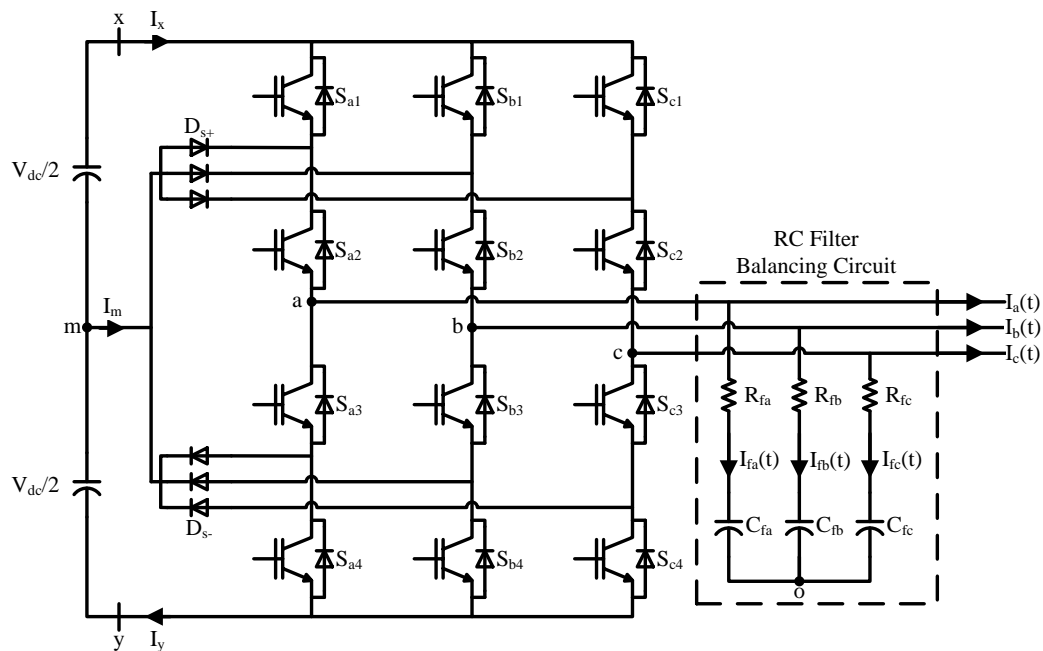 x
I_x
S_a1
S_b1
S_c1
D_s+
V_dc/2
S_a2
S_b2
S_c2
RC Filter
Balancing Circuit
a
I_a(t)
I_m
m
b
I_b(t)
c
I_c(t)
S_a3
S_b3
S_c3
R_fa
R_fb
R_fc
I_fa(t)
I_fb(t)
I_fc(t)
V_dc/2
D_s-
C_fa
C_fb
C_fc
S_a4
S_b4
S_c4
o
y
I_y